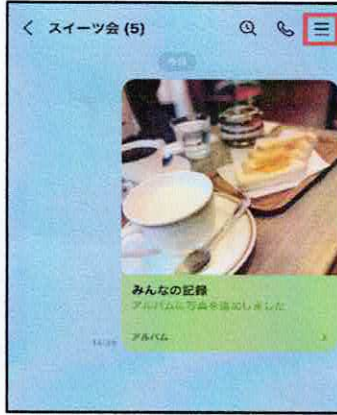 スイーツ会 (5)
今日
みんなの記録
アルバムに写真を追加しました
アルバム